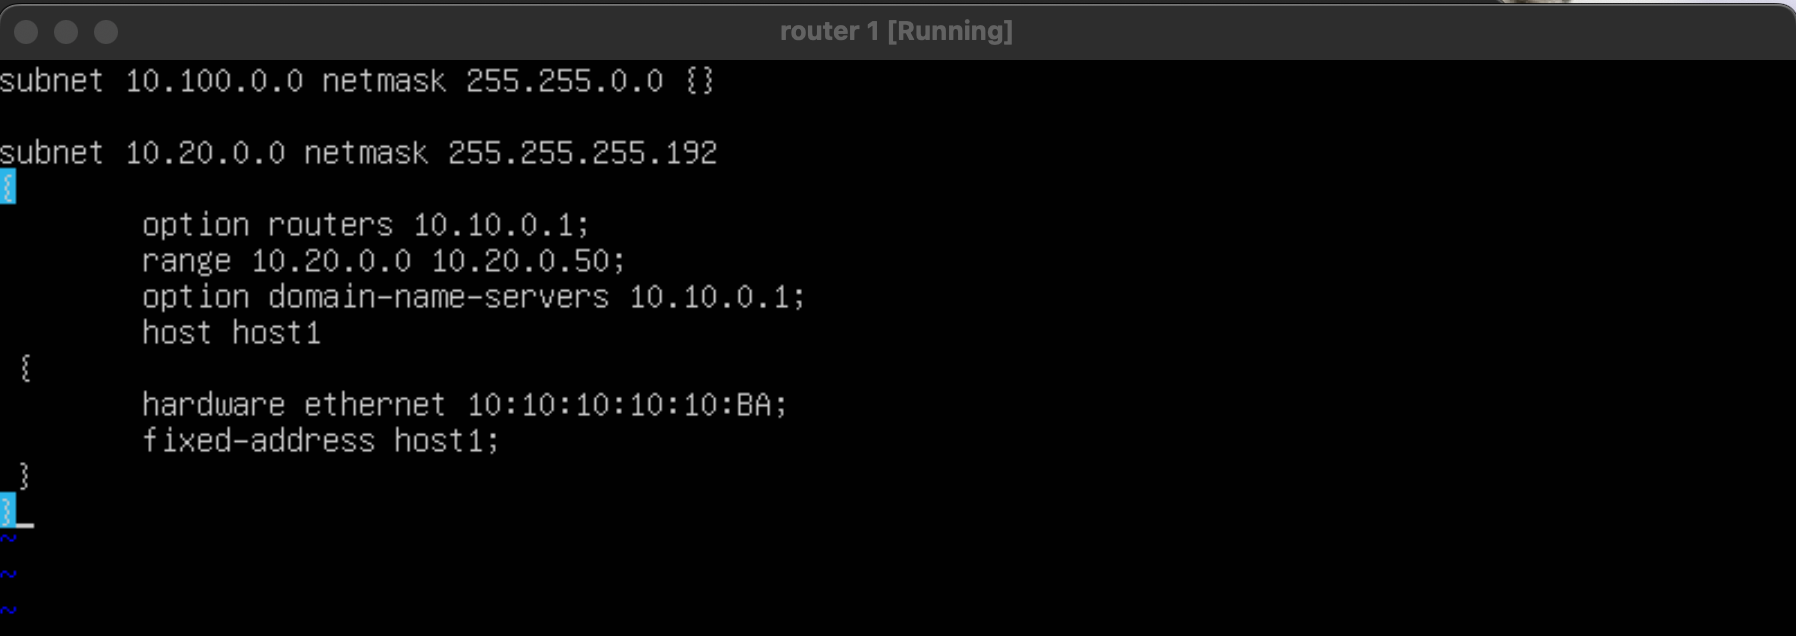 router 1 [Running]
subnet 10.100.0.0 netmask 255.255.0.0 {}
subnet 10.20.0.0 netmask 255.255.255.192
{
option routers 10.10.0.1;
range 10.20.0.0 10.20.0.50;
option domain-name-servers 10.10.0.1;
host host1
{
hardware ethernet 10:10:10:10:10:BA;
fixed-address host1;
}
}
~
~
~